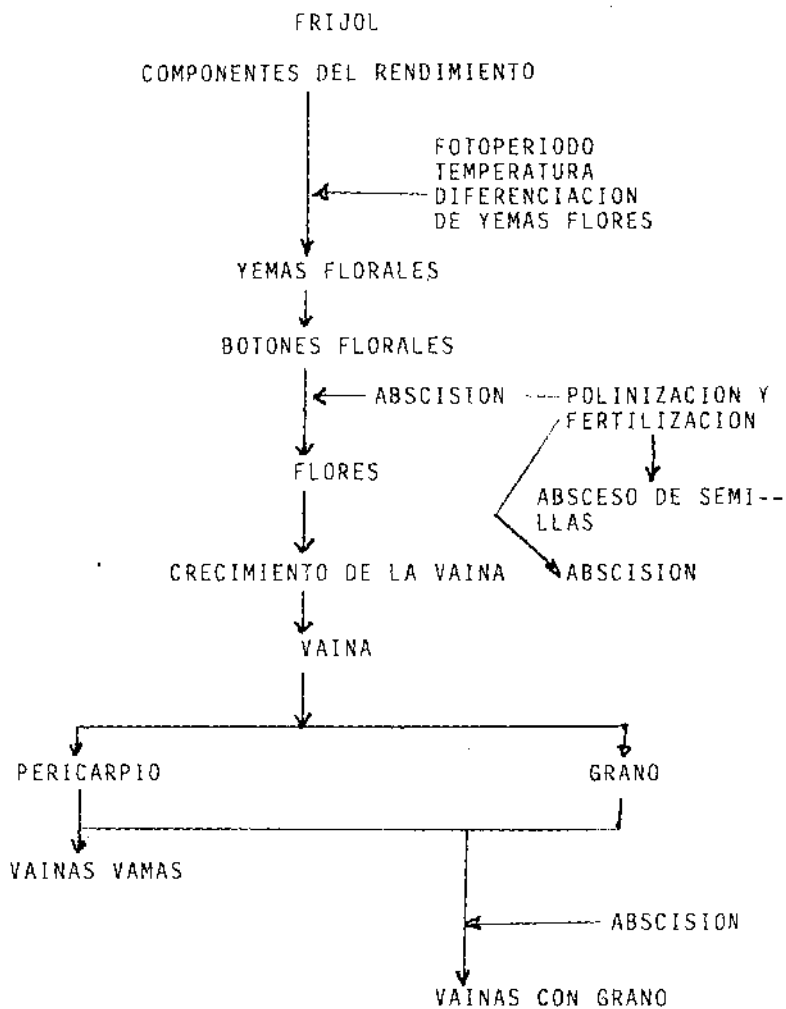 FRIJOL
COMPONENTES DEL RENDIMIENTO
FOTOPERIODO
TEMPERATURA
DIFERENCIACION
DE YEMAS FLORES
YEMAS FLORALES
BOTONES FLORALES
ABSCISION --- POLINIZACION Y
FERTILIZACION
FLORES
ABSCESO DE SEMI--
LLAS
CRECIMIENTO DE LA VAINA
ABSCISION
VAINA
PERICARPIO
GRANO
VAINAS VAMAS
ABSCISION
VAINAS CON GRANO